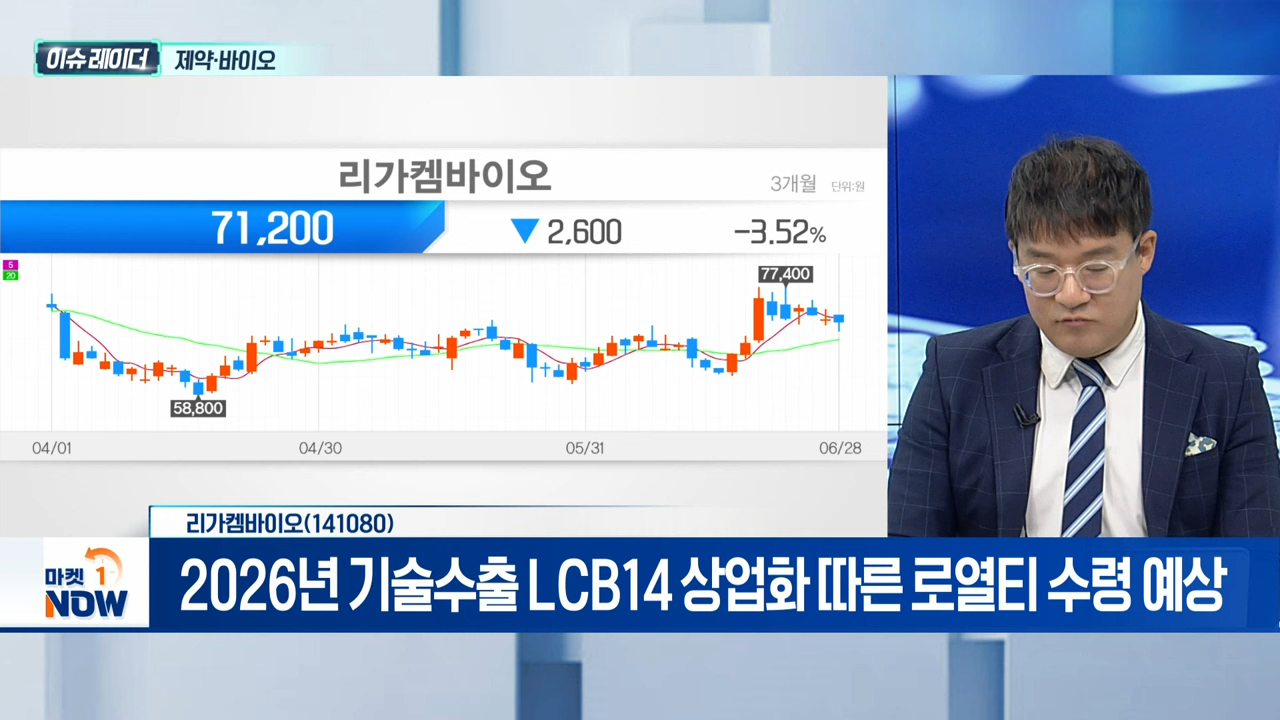 이슈 레이더 제약·바이오
리가켐바이오
3개월 단위:원
71,200 ▼ 2,600 -3.52%
5
20
77,400
58,800
04/01 04/30 05/31 06/28
리가켐바이오(141080)
마켓 1
NOW
2026년 기술수출 LCB14 상업화 따른 로열티 수령 예상